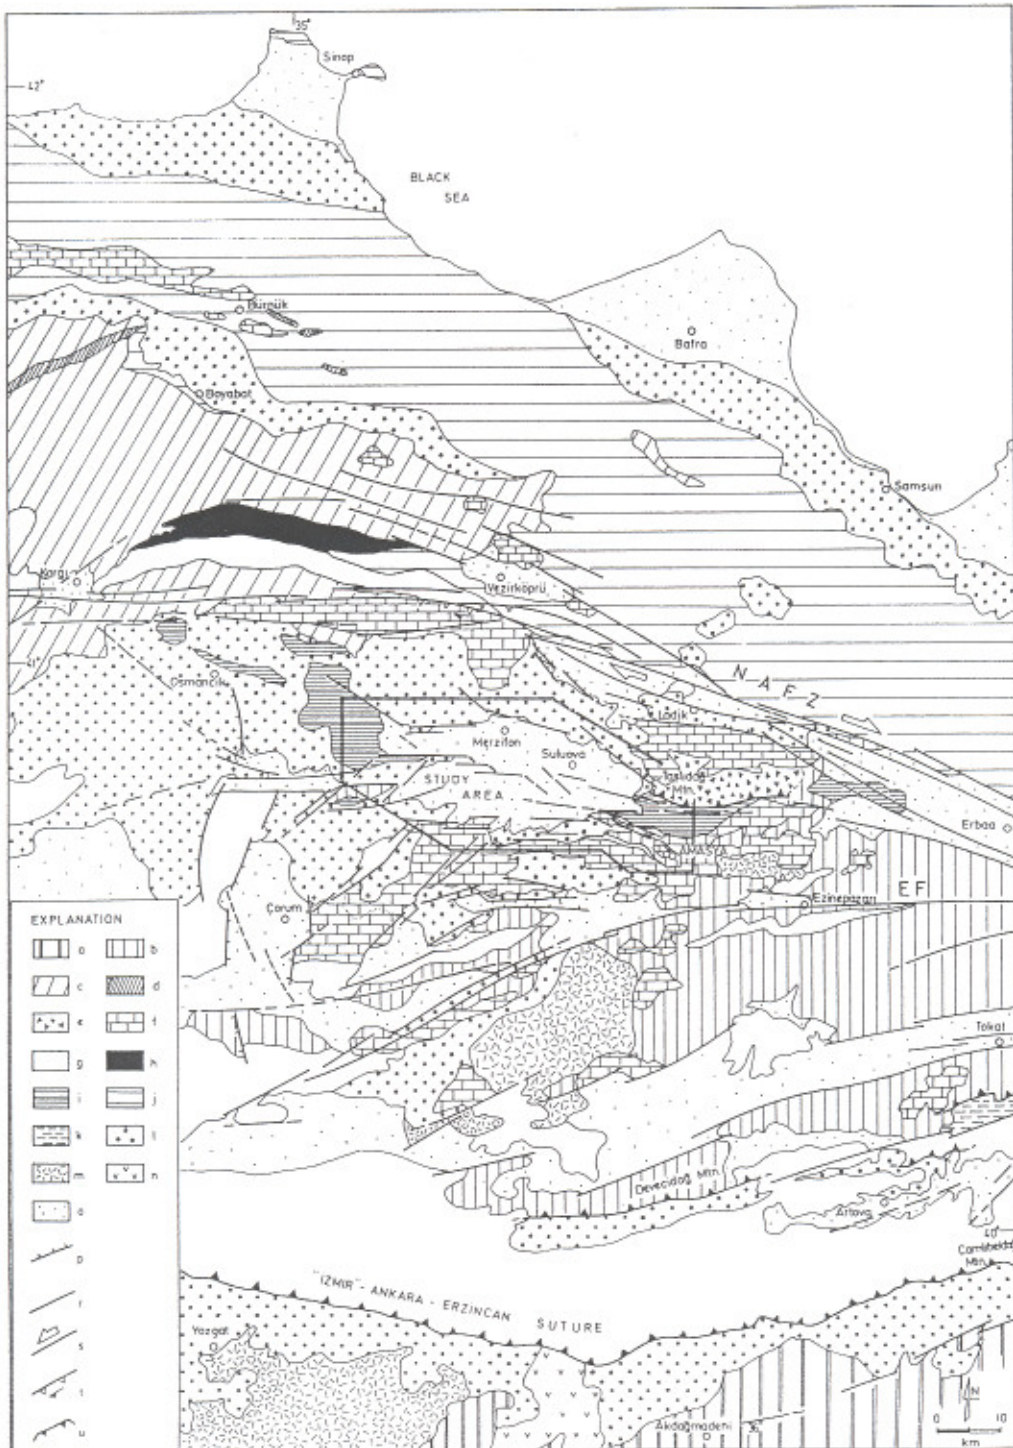 35°
Sinop
42°
BLACK
SEA
Bürnük
Bafra
Boyabat
Samsun
Kargı
Vezirköprü
41°
N A F Z
Osmancık
Ladik
Merzifon
Suluova
STUDY
AREA
Taşlıdağ
Mtn.
Erbaa
AMASYA
EF
Ezinepazarı
EXPLANATION
Çorum
a b
c d
e f
g h
i j
k l
m n
o
p
r
s
t
u
Tokat
Devecidağ Mtn.
Artova
40°
Çamlıbeldağ
Mtn.
"İZMİR"-ANKARA-ERZİNCAN
SUTURE
Yozgat
Akdağmadeni
36°
N
0 10
km